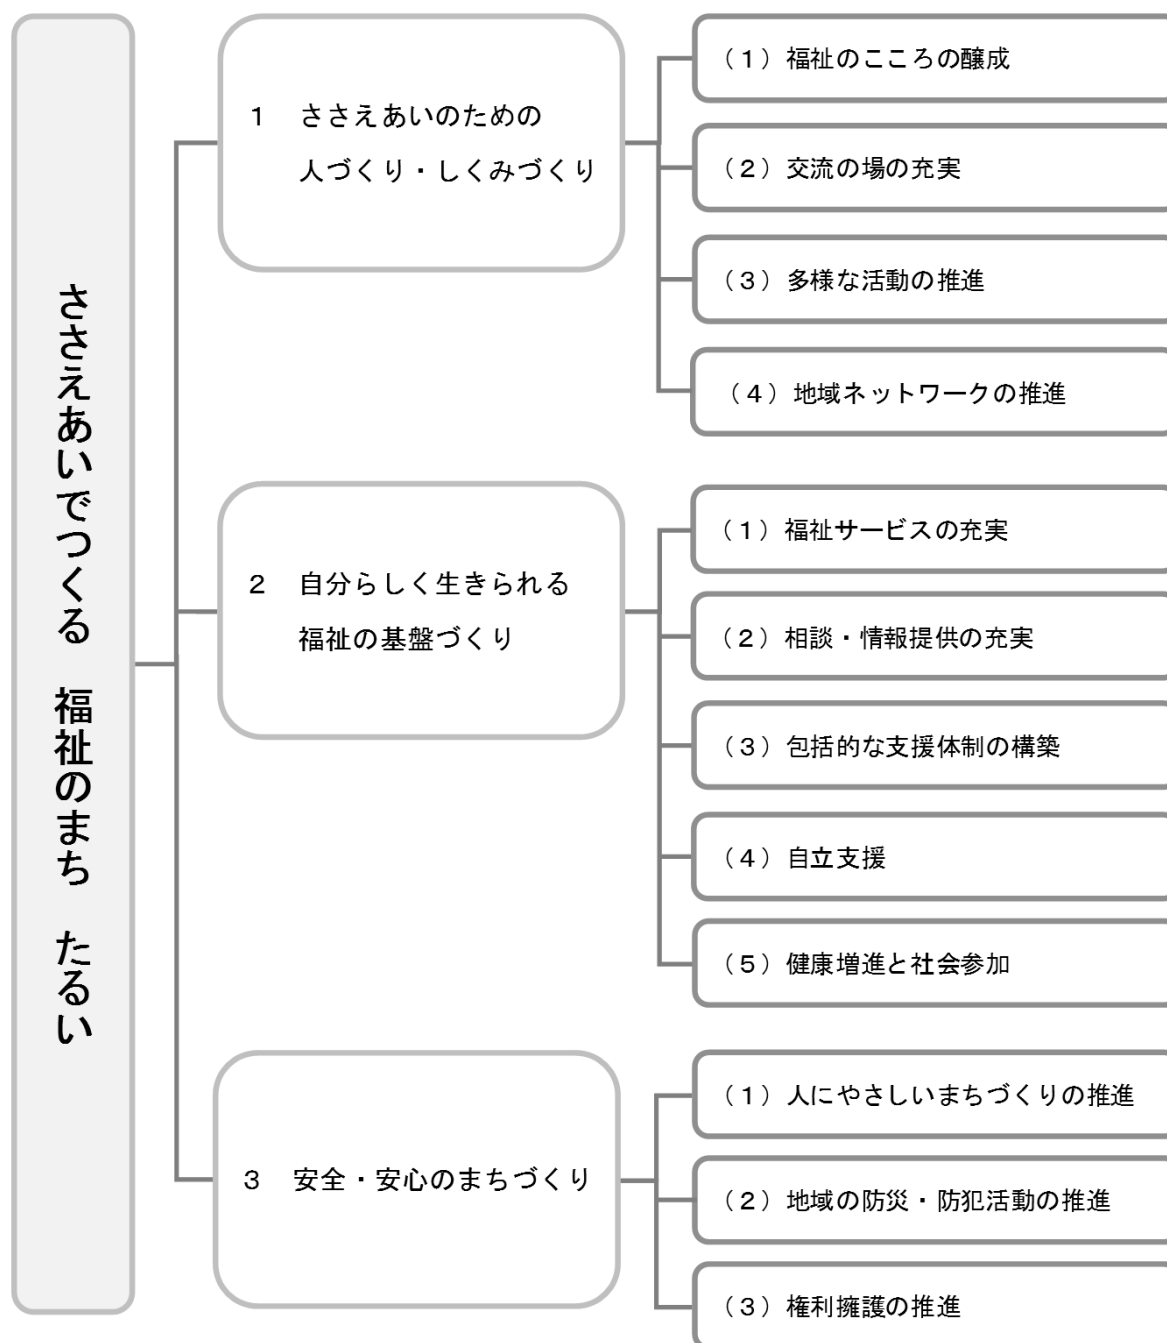 ささえあいでつくる　福祉のまち　たるい
１　ささえあいのための
人づくり・しくみづくり
（１）福祉のこころの醸成
（２）交流の場の充実
（３）多様な活動の推進
（４）地域ネットワークの推進
２　自分らしく生きられる
福祉の基盤づくり
（１）福祉サービスの充実
（２）相談・情報提供の充実
（３）包括的な支援体制の構築
（４）自立支援
（５）健康増進と社会参加
３　安全・安心のまちづくり
（１）人にやさしいまちづくりの推進
（２）地域の防災・防犯活動の推進
（３）権利擁護の推進